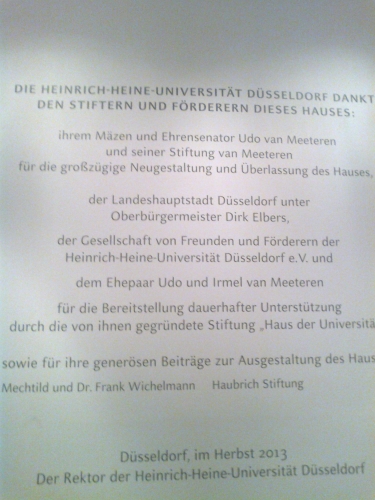 DIE HEINRICH-HEINE-UNIVERSITÄT DÜSSELDORF DANKT
DEN STIFTERN UND FÖRDERERN DIESES HAUSES:
ihrem Mäzen und Ehrensenator Udo van Meeteren
und seiner Stiftung van Meeteren
für die großzügige Neugestaltung und Überlassung des Hauses,
der Landeshauptstadt Düsseldorf unter
Oberbürgermeister Dirk Elbers,
der Gesellschaft von Freunden und Förderern der
Heinrich-Heine-Universität Düsseldorf e.V. und
dem Ehepaar Udo und Irmel van Meeteren
für die Bereitstellung dauerhafter Unterstützung
durch die von ihnen gegründete Stiftung „Haus der Universitä
sowie für ihre generösen Beiträge zur Ausgestaltung des Haus
Mechtild und Dr. Frank Wichelmann Haubrich Stiftung
Düsseldorf, im Herbst 2013
Der Rektor der Heinrich-Heine-Universität Düsseldorf